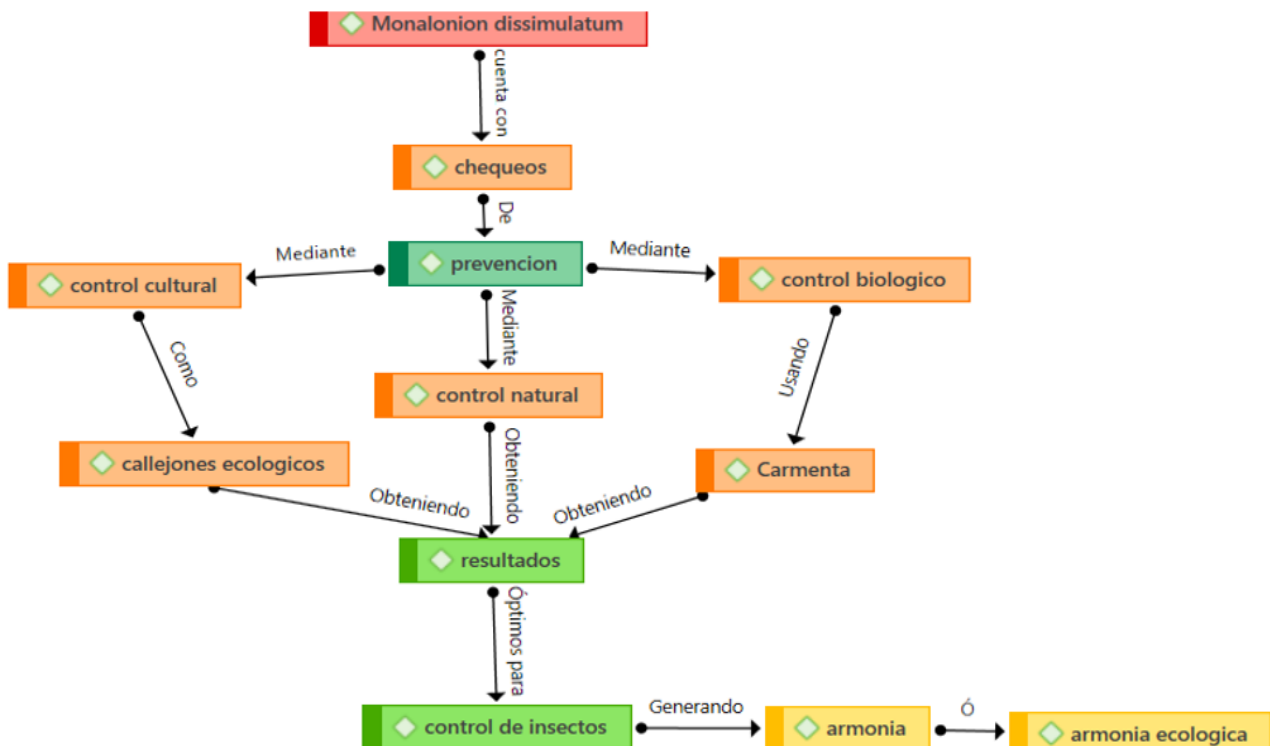 Monalonion dissimulatum
cuenta con
chequeos
De
prevencion
Mediante
Mediante
Mediante
control cultural
control biologico
Como
Usando
control natural
callejones ecologicos
Carmenta
Obteniendo
Obteniendo
Obteniendo
resultados
Óptimos para
control de insectos
Generando
armonia
Ó
armonia ecologica